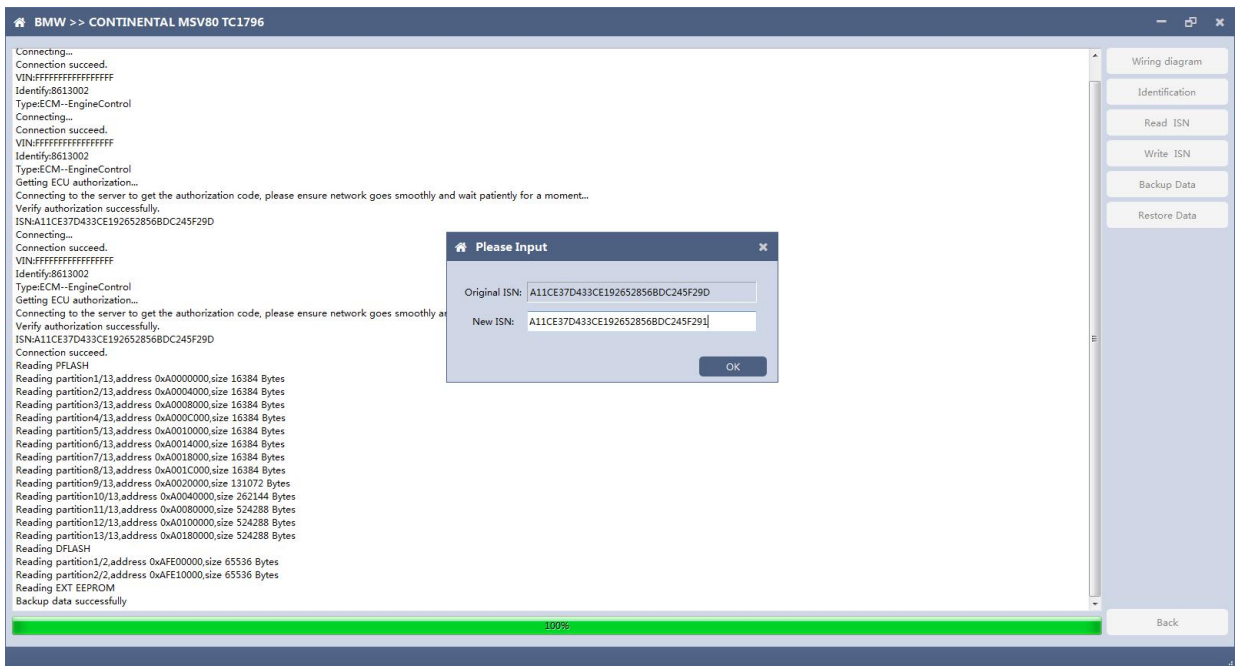 BMW >> CONTINENTAL MSV80 TC1796
Connecting...
Connection succeed.
VIN:FFFFFFFFFFFFFFFFF
Identify:8613002
Type:ECM--EngineControl
Connecting...
Connection succeed.
VIN:FFFFFFFFFFFFFFFFF
Identify:8613002
Type:ECM--EngineControl
Getting ECU authorization...
Connecting to the server to get the authorization code, please ensure network goes smoothly and wait patiently for a moment...
Verify authorization successfully.
ISN:A11CE37D433CE192652856BDC245F29D
Connecting...
Connection succeed.
VIN:FFFFFFFFFFFFFFFFF
Identify:8613002
Type:ECM--EngineControl
Getting ECU authorization...
Connecting to the server to get the authorization code, please ensure network goes smoothly
Verify authorization successfully.
ISN:A11CE37D433CE192652856BDC245F29D
Connection succeed.
Reading PFLASH
Reading partition1/13,address 0xA0000000,size 16384 Bytes
Reading partition2/13,address 0xA0004000,size 16384 Bytes
Reading partition3/13,address 0xA0008000,size 16384 Bytes
Reading partition4/13,address 0xA000C000,size 16384 Bytes
Reading partition5/13,address 0xA0010000,size 16384 Bytes
Reading partition6/13,address 0xA0014000,size 16384 Bytes
Reading partition7/13,address 0xA0018000,size 16384 Bytes
Reading partition8/13,address 0xA001C000,size 16384 Bytes
Reading partition9/13,address 0xA0020000,size 131072 Bytes
Reading partition10/13,address 0xA0040000,size 262144 Bytes
Reading partition11/13,address 0xA0080000,size 524288 Bytes
Reading partition12/13,address 0xA0100000,size 524288 Bytes
Reading partition13/13,address 0xA0180000,size 524288 Bytes
Reading DFLASH
Reading partition1/2,address 0xAFE00000,size 65536 Bytes
Reading partition2/2,address 0xAFE10000,size 65536 Bytes
Reading EXT EEPROM
Backup data successfully
100%
Please Input
Original ISN: A11CE37D433CE192652856BDC245F29D
New ISN: A11CE37D433CE192652856BDC245F291
OK
Wiring diagram
Identification
Read ISN
Write ISN
Backup Data
Restore Data
Back